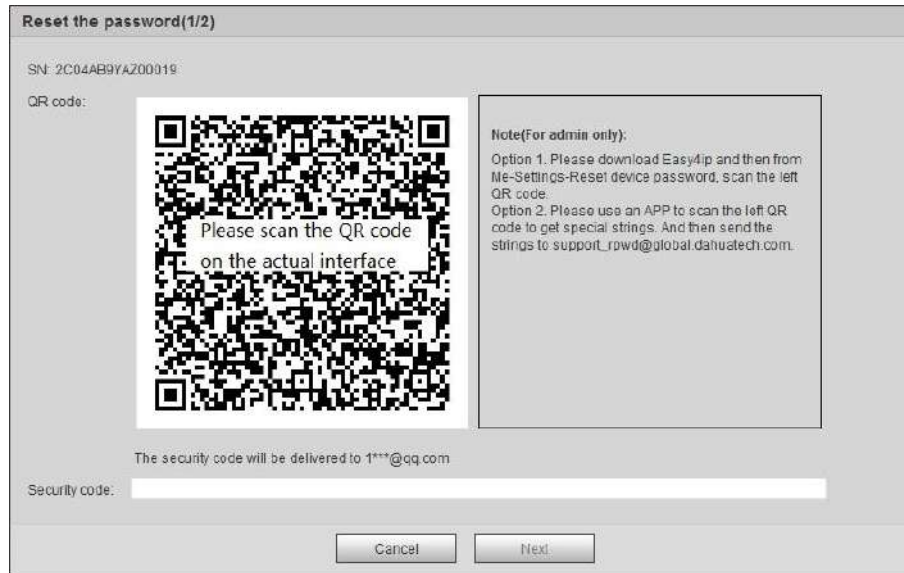 Reset the password(1/2)
SN: 2C04AB9YAZ00019
QR code:
Please scan the QR code
on the actual interface
Note(For admin only):
Option 1. Please download Easy4ip and then from
Me-Settings-Reset device password, scan the left
QR code.
Option 2. Please use an APP to scan the left QR
code to get special strings. And then send the
strings to support_rpwd@global.dahuatech.com.
The security code will be delivered to 1***@qq.com
Security code:
Cancel
Next